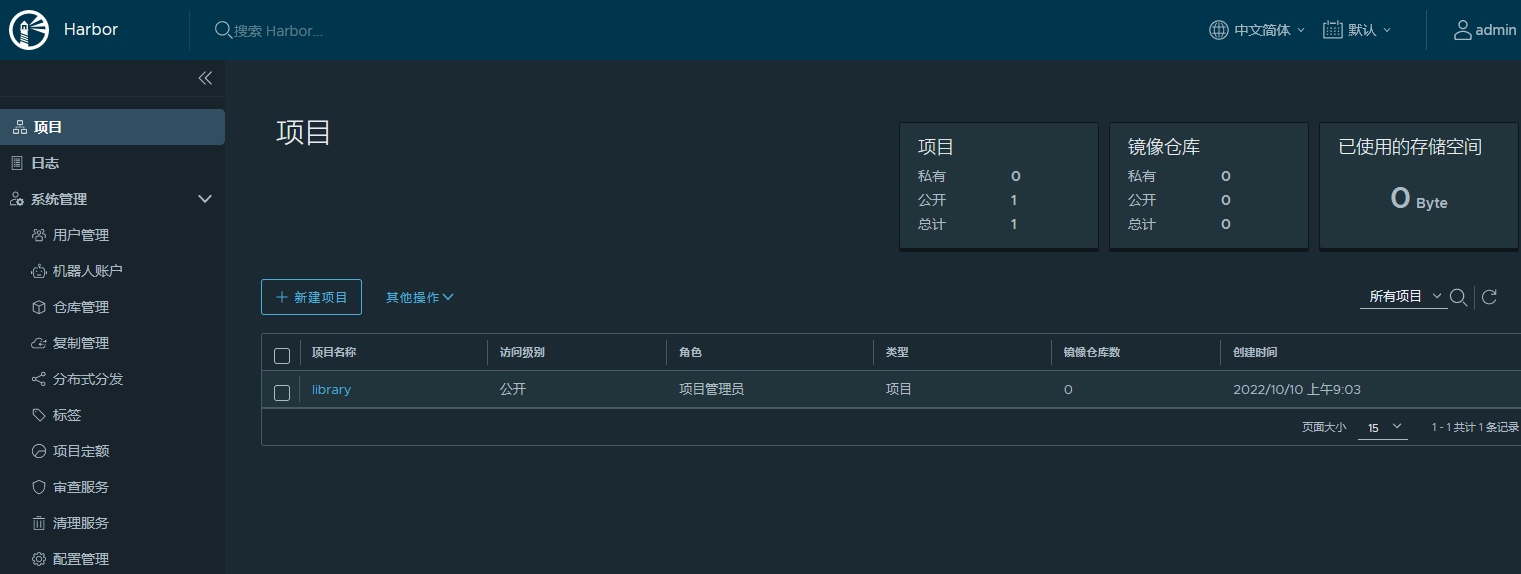 Harbor
搜索 Harbor...
中文简体
默认
admin
项目
日志
系统管理
用户管理
机器人账户
仓库管理
复制管理
分布式分发
标签
项目定额
审查服务
清理服务
配置管理
项目
项目
私有 0
公开 1
总计 1
镜像仓库
私有 0
公开 0
总计 0
已使用的存储空间
0 Byte
+ 新建项目
其他操作
所有项目
项目名称 访问级别 角色 类型 镜像仓库数 创建时间
library 公开 项目管理员 项目 0 2022/10/10 上午9:03
页面大小 15 1 - 1 共计 1 条记录